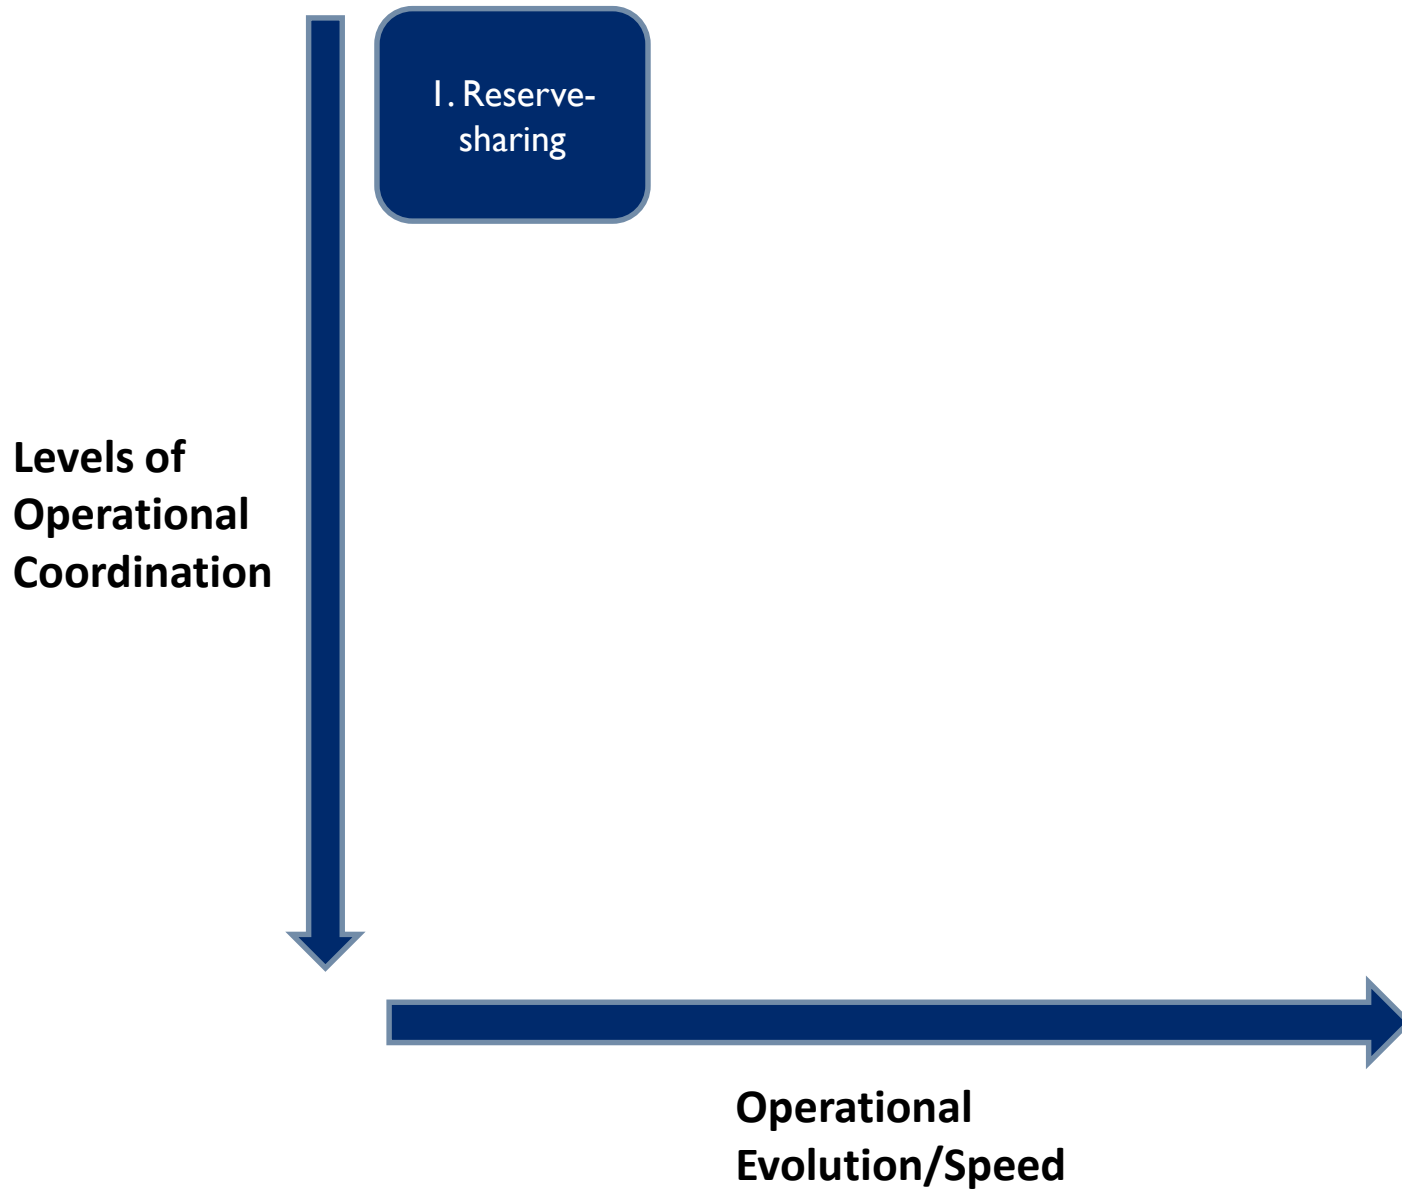 1. Reserve-
sharing
Levels of
Operational
Coordination
Operational
Evolution/Speed